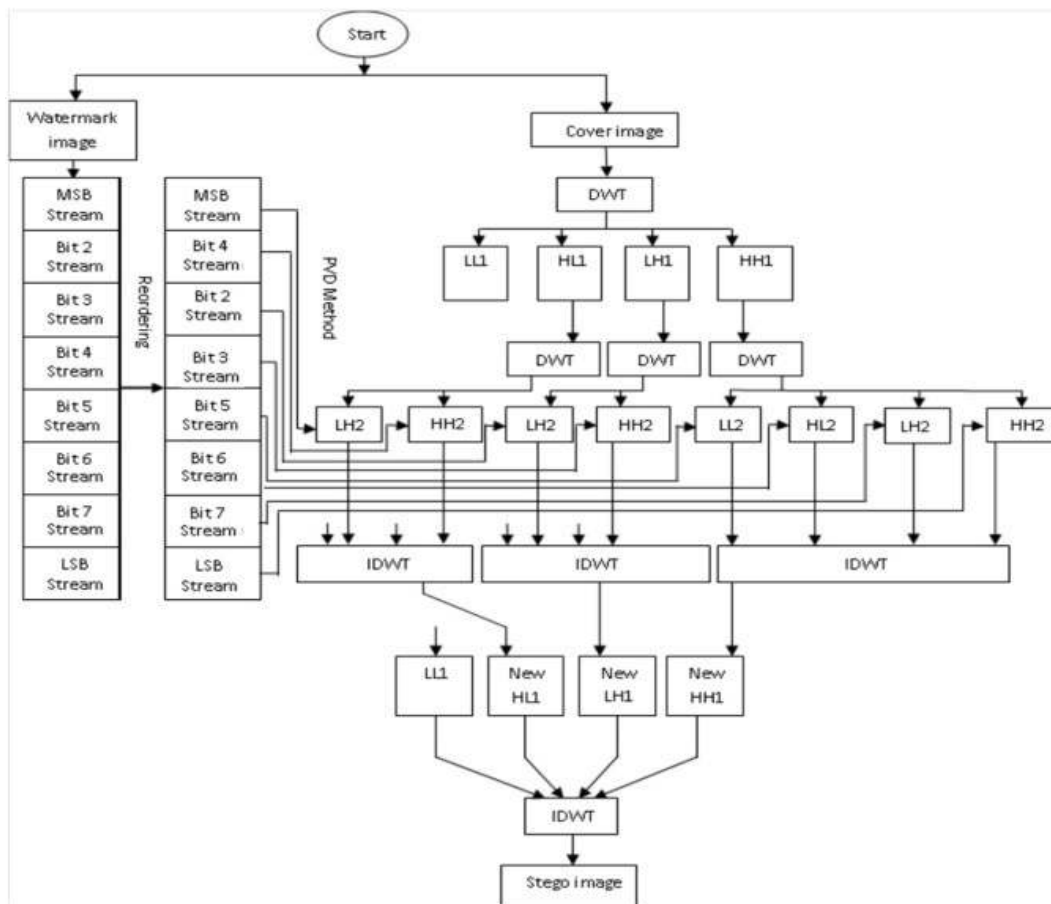 Start
Watermark
image
Cover image
DWT
MSB
Stream
Bit 2
Stream
Bit 3
Stream
Bit 4
Stream
Bit 5
Stream
Bit 6
Stream
Bit 7
Stream
LSB
Stream
Reordering
MSB
Stream
Bit 4
Stream
Bit 2
Stream
Bit 3
Stream
Bit 5
Stream
Bit 6
Stream
Bit 7
Stream
LSB
Stream
PVD Method
LL1
HL1
LH1
HH1
DWT
DWT
DWT
LH2
HH2
LH2
HH2
LL2
HL2
LH2
HH2
IDWT
IDWT
IDWT
LL1
New
HL1
New
LH1
New
HH1
IDWT
Stego image